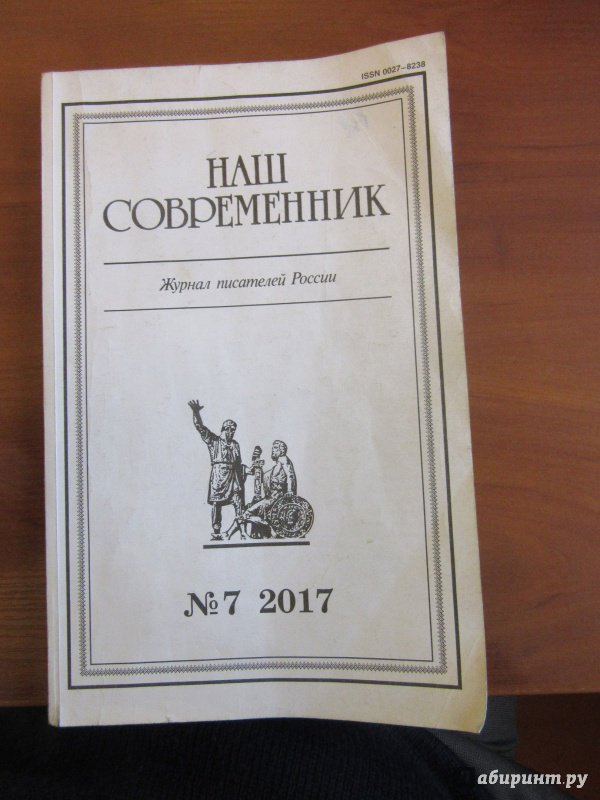 ISSN 0027-8238
НАШ
СОВРЕМЕННИК
Журнал писателей России
№7 2017
абиринт.ру